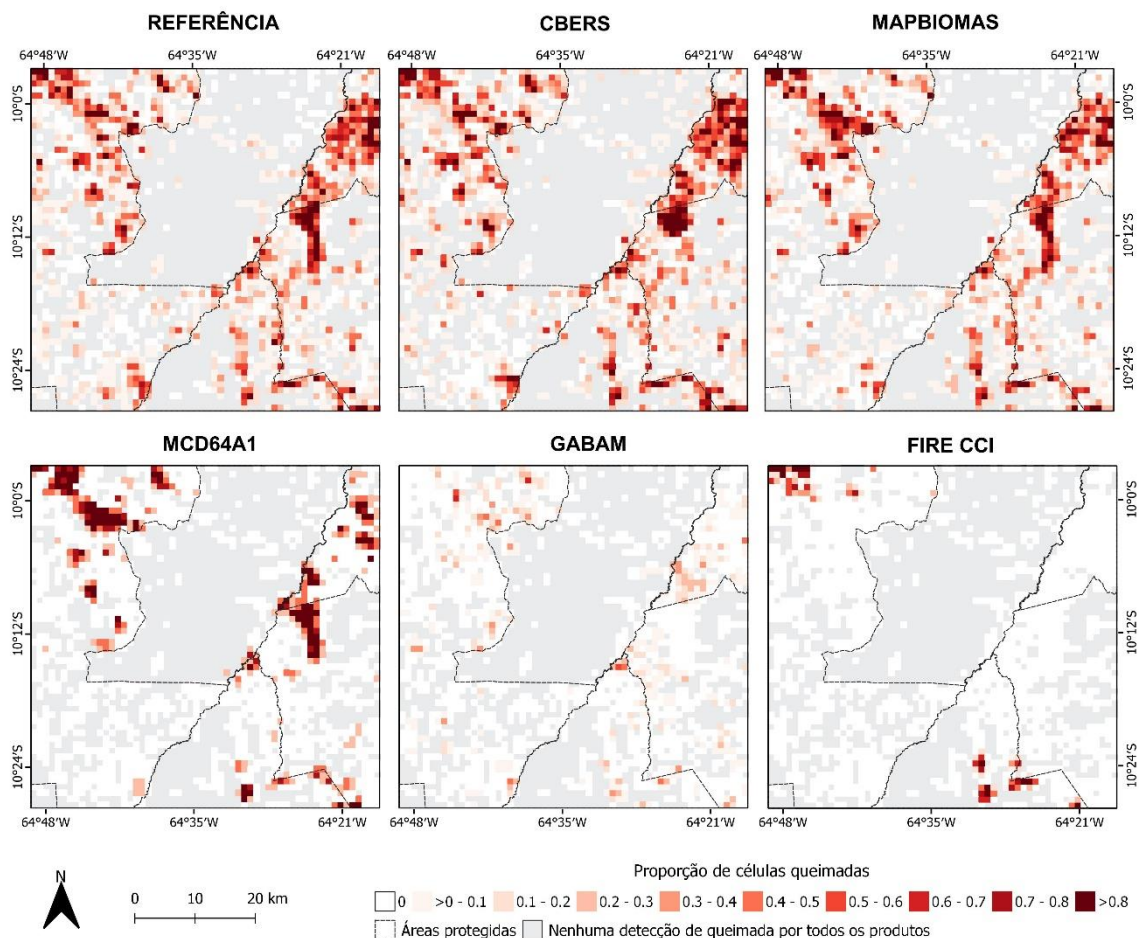 REFERÊNCIA CBERS MAPBIOMAS
64°48'W 64°35'W 64°21'W 64°48'W 64°35'W 64°21'W 64°48'W 64°35'W 64°21'W
10°0'S 10°0'S
10°12'S 10°12'S
10°24'S 10°24'S
MCD64A1 GABAM FIRE CCI
10°0'S 10°0'S
10°12'S 10°12'S
10°24'S 10°24'S
64°48'W 64°35'W 64°21'W 64°48'W 64°35'W 64°21'W 64°48'W 64°35'W 64°21'W
Proporção de células queimadas
N 0 10 20 km
0 >0 - 0.1 0.1 - 0.2 0.2 - 0.3 0.3 - 0.4 0.4 - 0.5 0.5 - 0.6 0.6 - 0.7 0.7 - 0.8 >0.8
Áreas protegidas Nenhuma detecção de queimada por todos os produtos